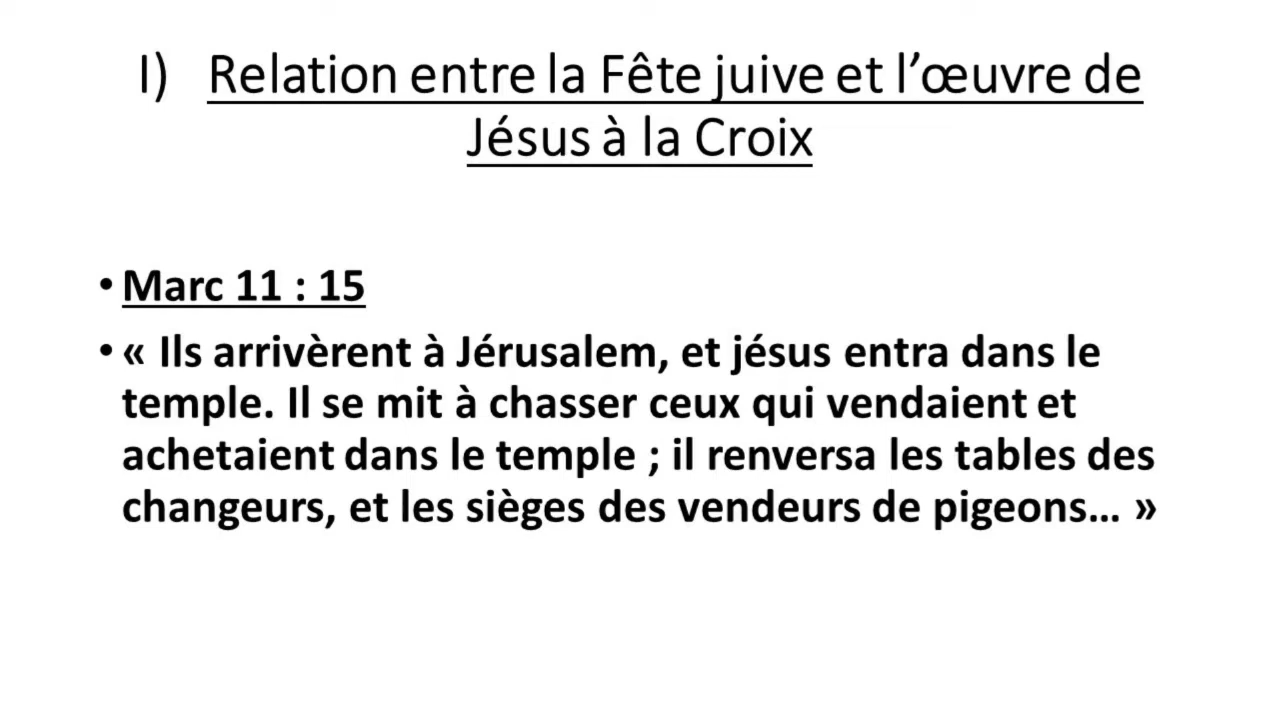 I) Relation entre la Fête juive et l’œuvre de
Jésus à la Croix
• Marc 11 : 15
• « Ils arrivèrent à Jérusalem, et jésus entra dans le
temple. Il se mit à chasser ceux qui vendaient et
achetaient dans le temple ; il renversa les tables des
changeurs, et les sièges des vendeurs de pigeons… »